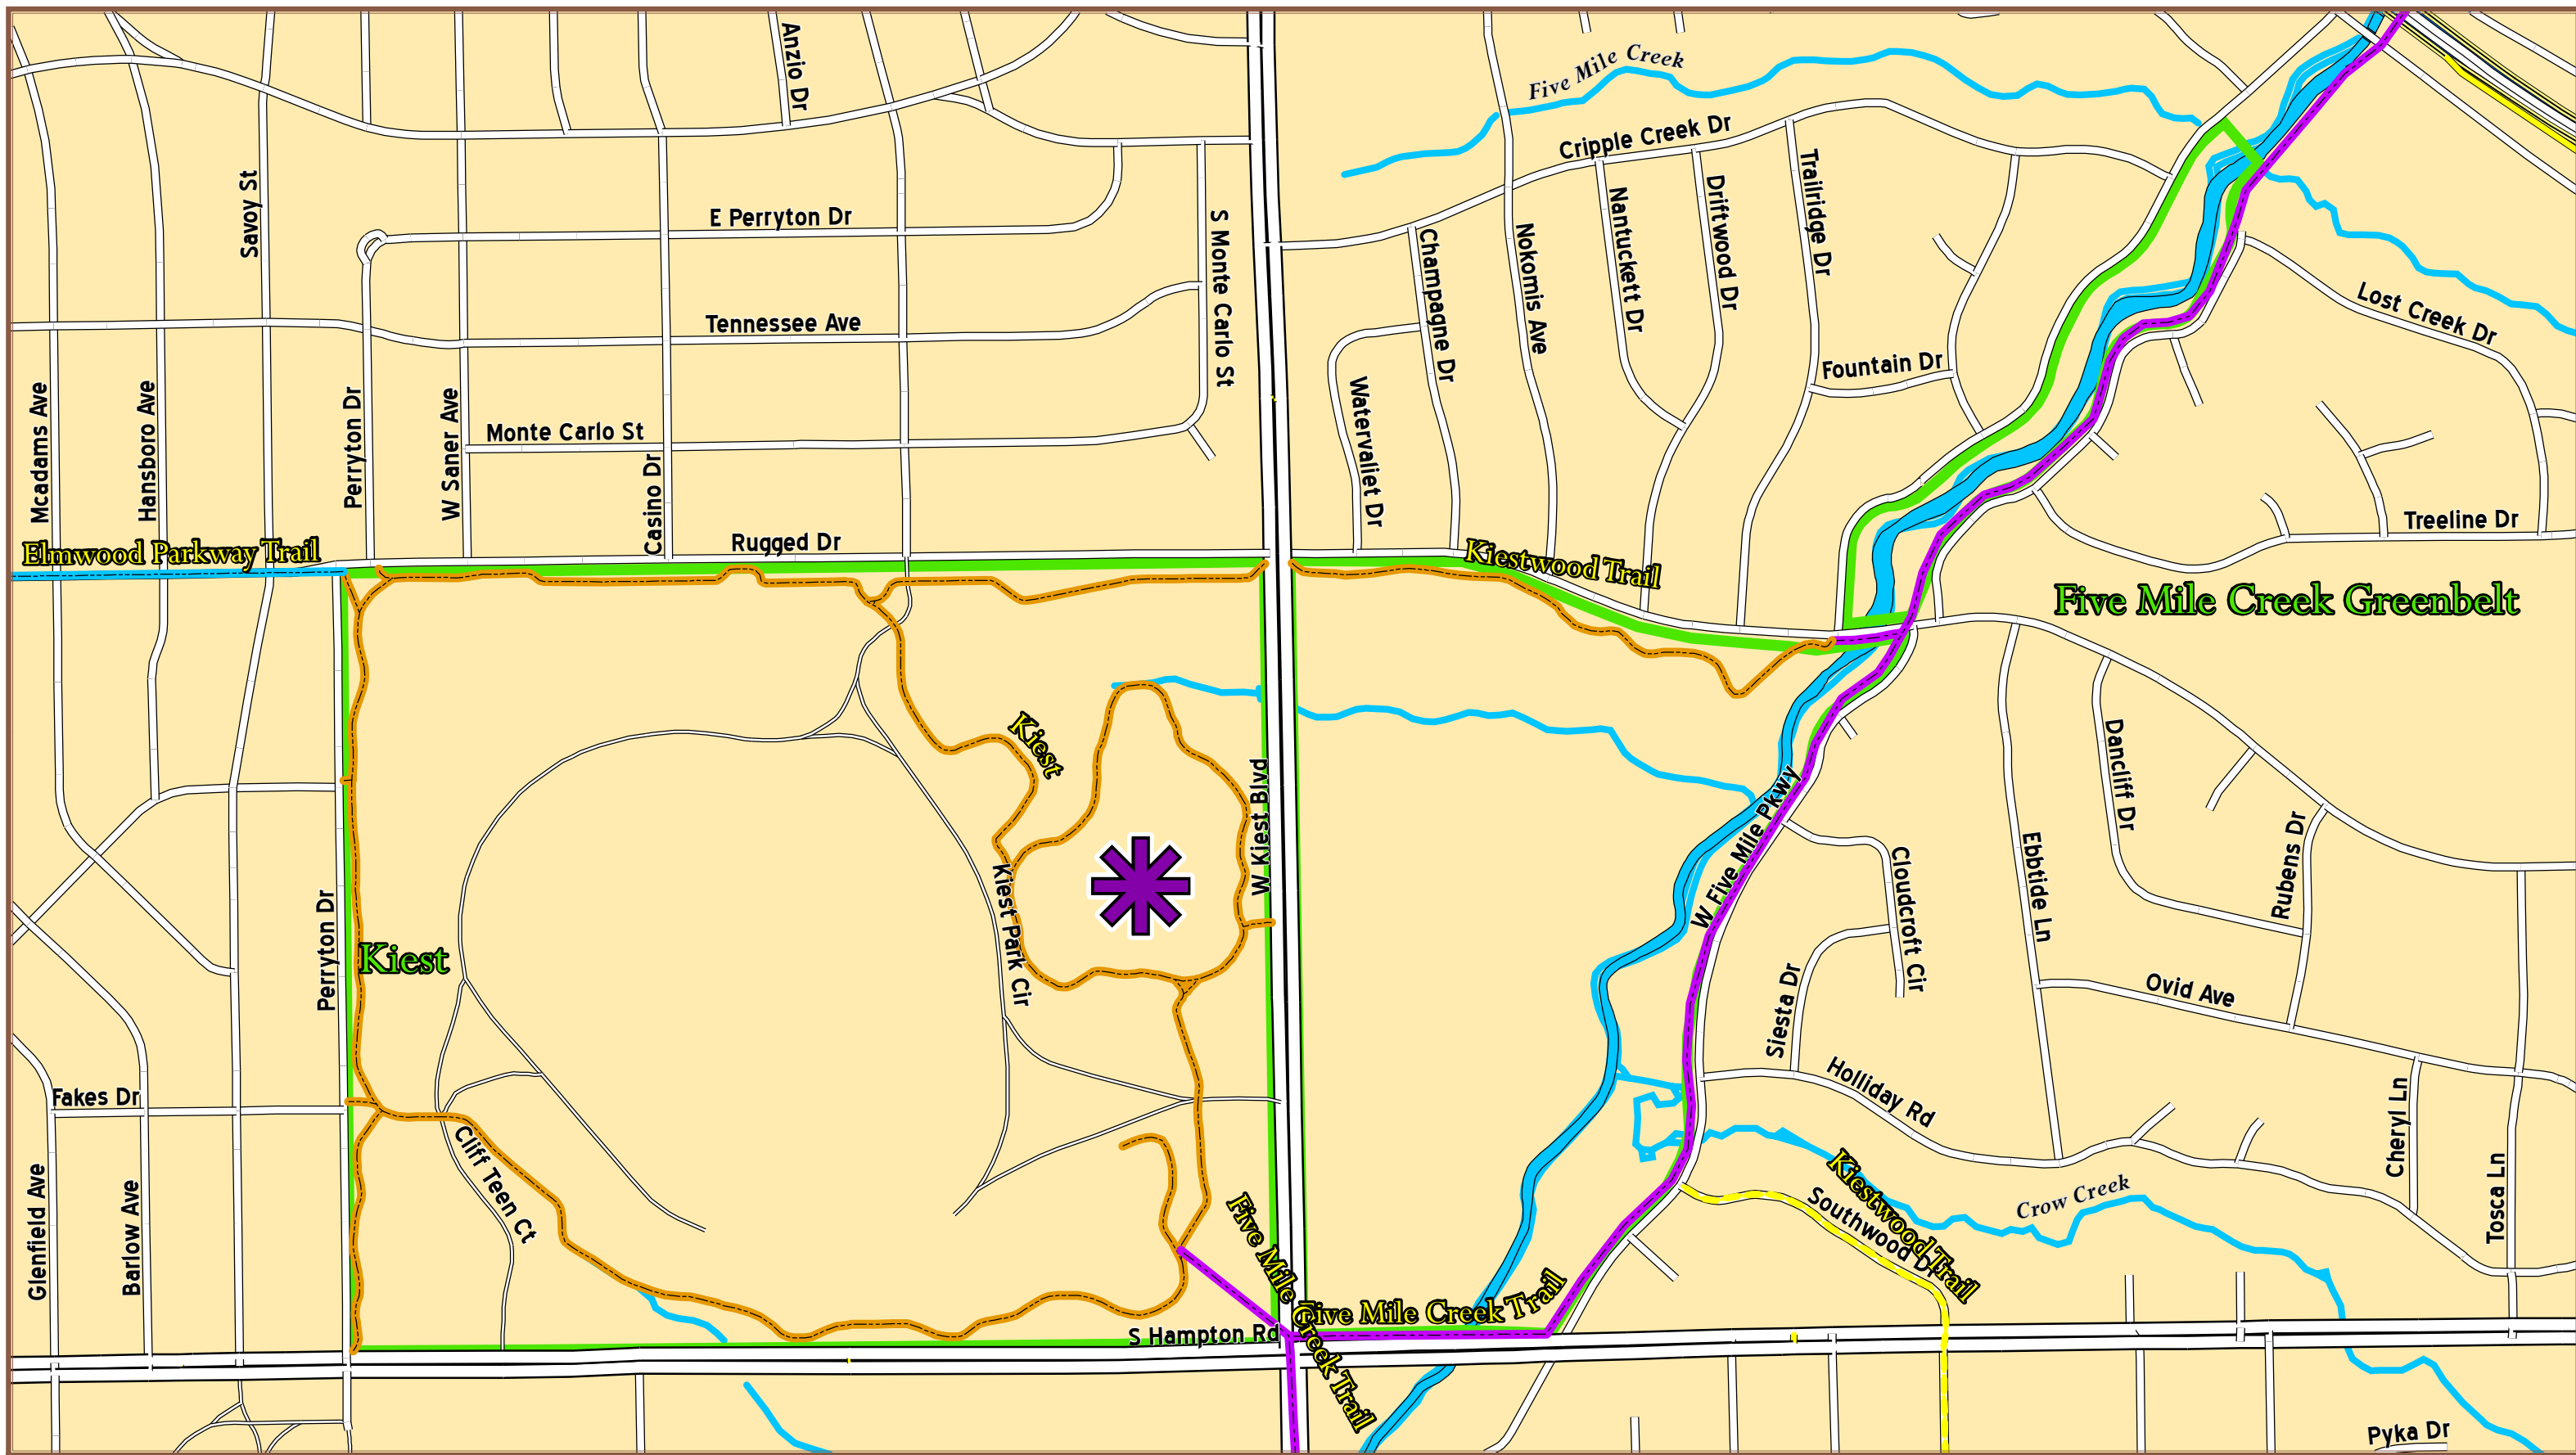 Anzio Dr
Five Mile Creek
Cripple Creek Dr
Savoy St
E Perryton Dr
S Monte Carlo St
Nokomis Ave
Nantuckett Dr
Driftwood Dr
Trailridge Dr
Champagne Dr
Lost Creek Dr
Tennessee Ave
Fountain Dr
Mcadams Ave
Hansboro Ave
Perryton Dr
W Saner Ave
Monte Carlo St
Casino Dr
Watervaliet Dr
Treeline Dr
Elmwood Parkway Trail
Rugged Dr
Kiestwood Trail
Five Mile Creek Greenbelt
Kiest
W Kiest Blvd
W Five Mile Pkwy
Dancliff Dr
Rubens Dr
Ebbtide Ln
Cloudcroft Cir
Kiest Park Cir
Perryton Dr
Kiest
Siesta Dr
Ovid Ave
Holliday Rd
Fakes Dr
Cliff Teen Ct
Cheryl Ln
Tosca Ln
Glenfield Ave
Barlow Ave
Kiestwood Trail
Southwood Dr
Crow Creek
Five Mile Creek Trail
Five Mile Creek Trail
S Hampton Rd
Pyka Dr